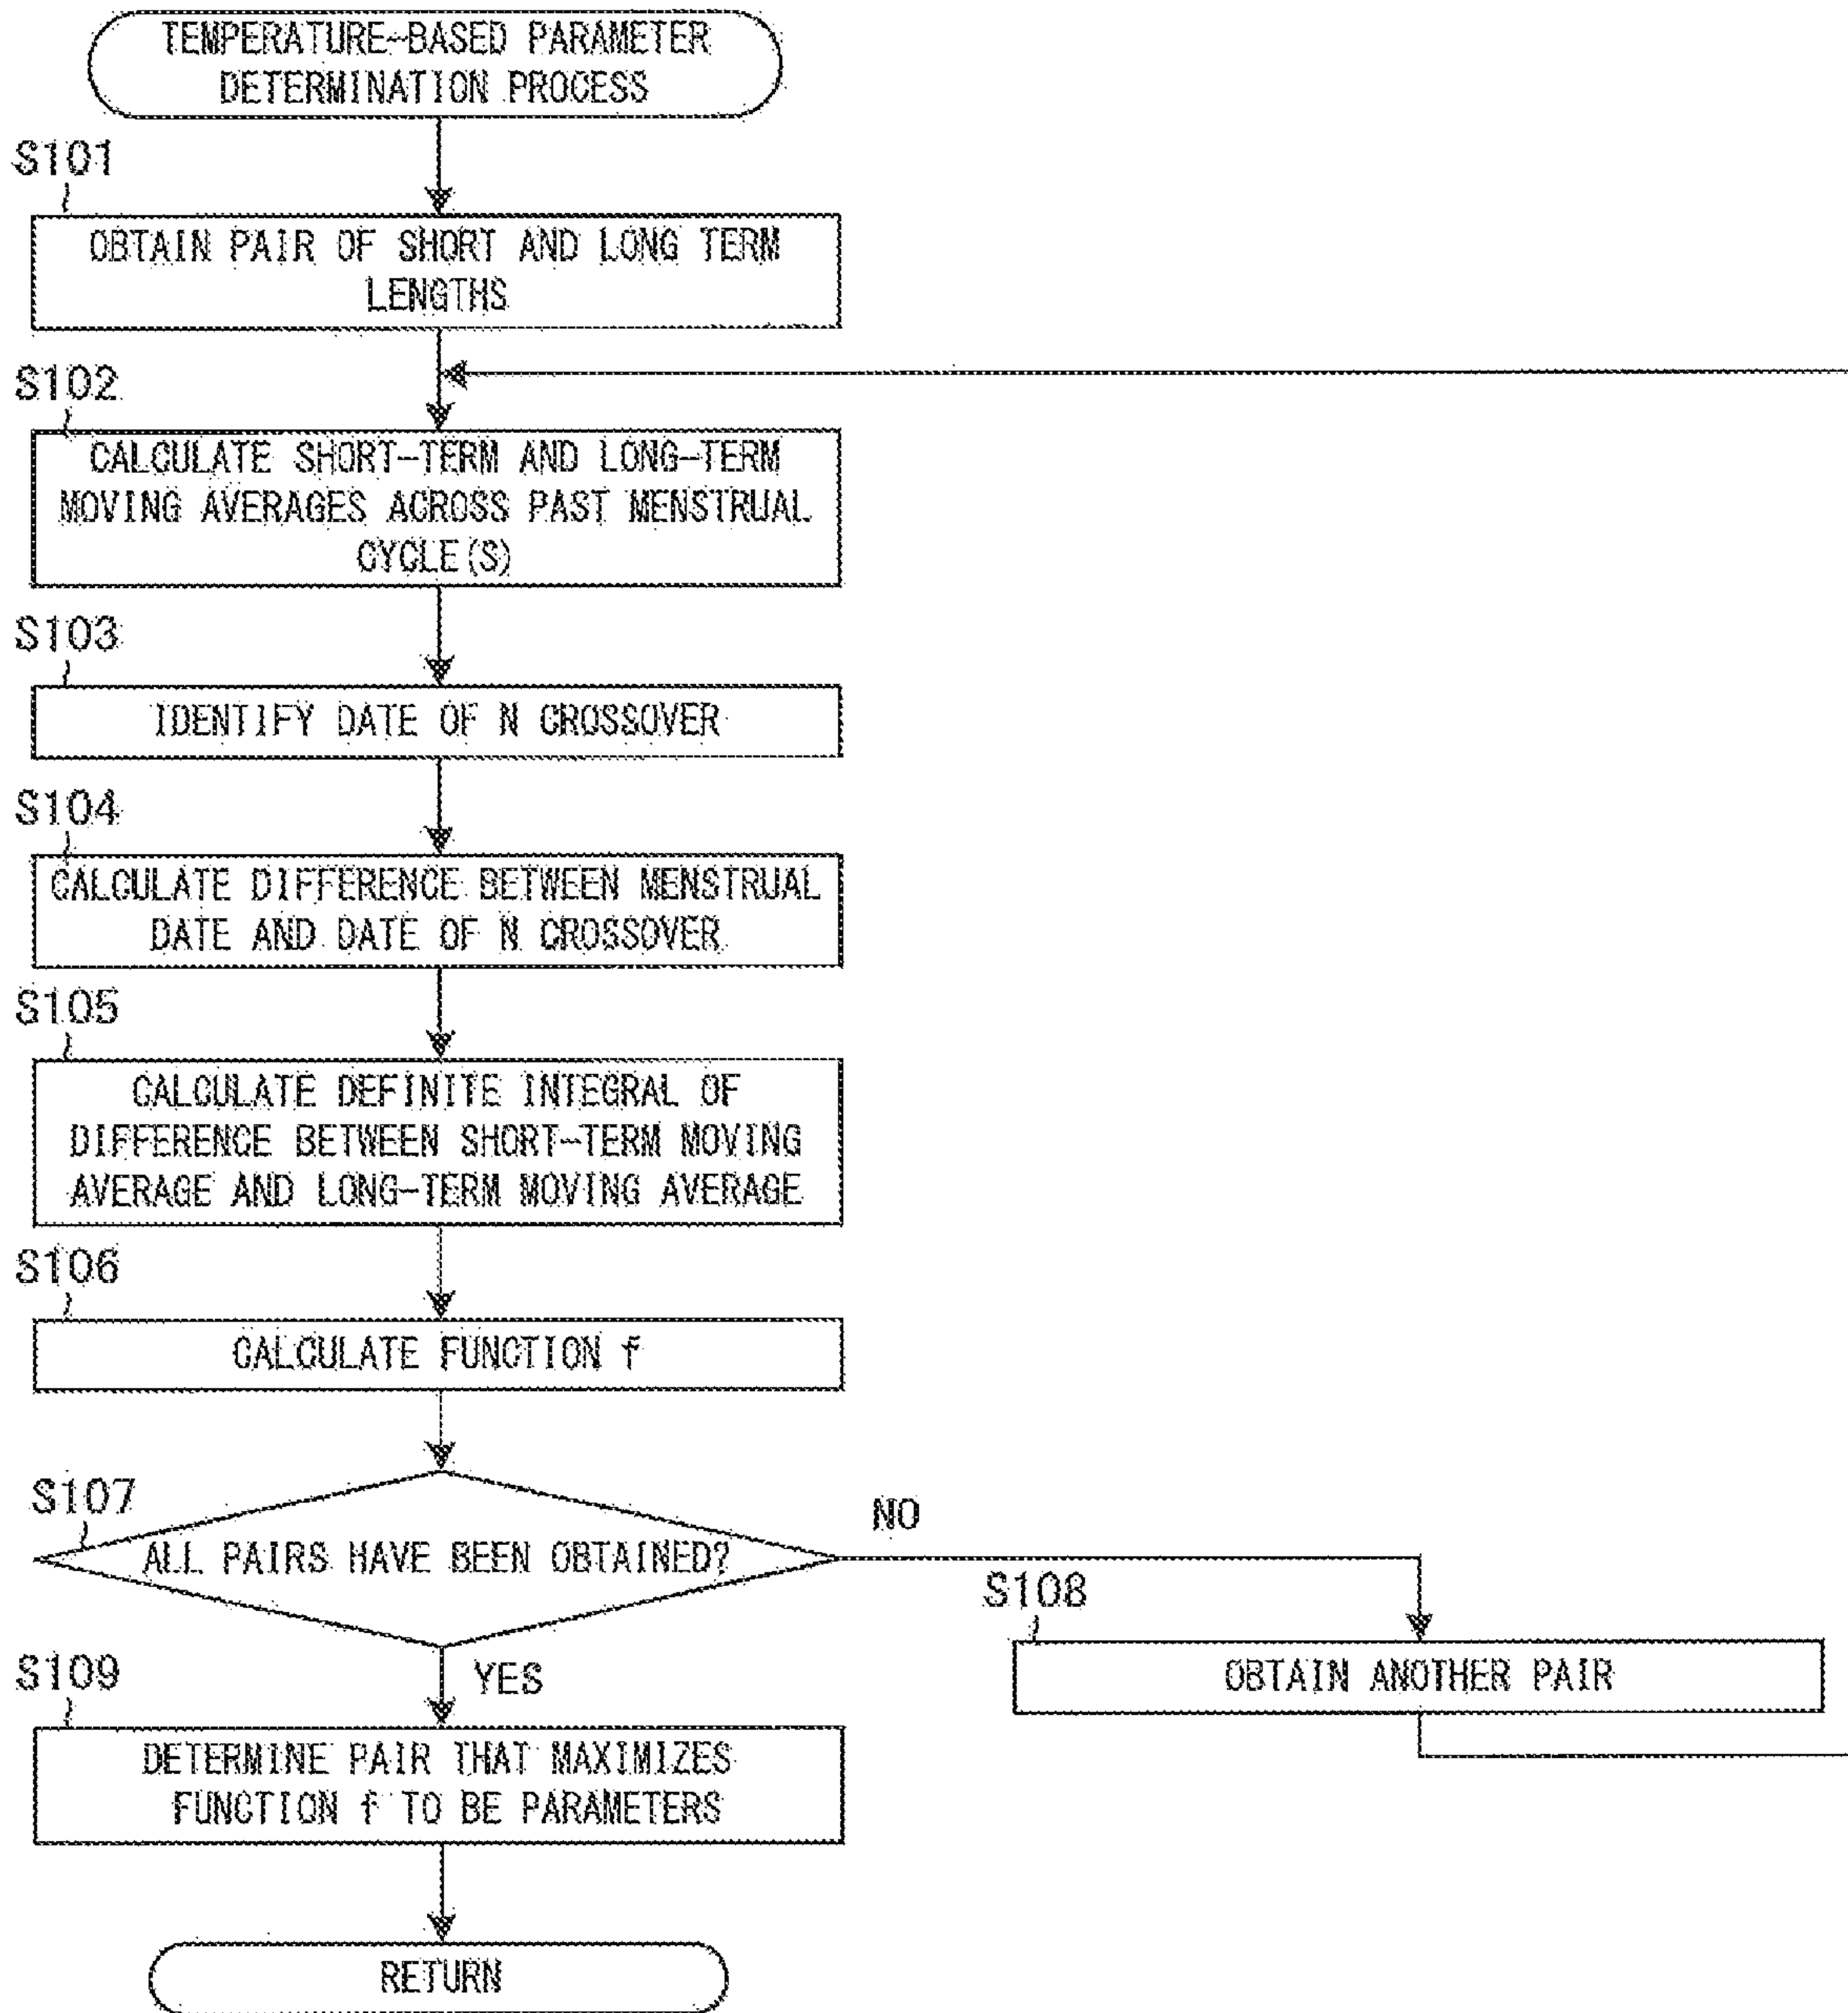 TEMPERATURE-BASED PARAMETER
DETERMINATION PROCESS
S101
OBTAIN PAIR OF SHORT AND LONG TERM
LENGTHS
S102
CALCULATE SHORT-TERM AND LONG-TERM
MOVING AVERAGES ACROSS PAST MENSTRUAL
CYCLE(S)
S103
IDENTIFY DATE OF N CROSSOVER
S104
CALCULATE DIFFERENCE BETWEEN MENSTRUAL
DATE AND DATE OF N CROSSOVER
S105
CALCULATE DEFINITE INTEGRAL OF
DIFFERENCE BETWEEN SHORT-TERM MOVING
AVERAGE AND LONG-TERM MOVING AVERAGE
S106
CALCULATE FUNCTION f
S107
ALL PAIRS HAVE BEEN OBTAINED?
NO
S108
OBTAIN ANOTHER PAIR
YES
S109
DETERMINE PAIR THAT MAXIMIZES
FUNCTION f TO BE PARAMETERS
RETURN